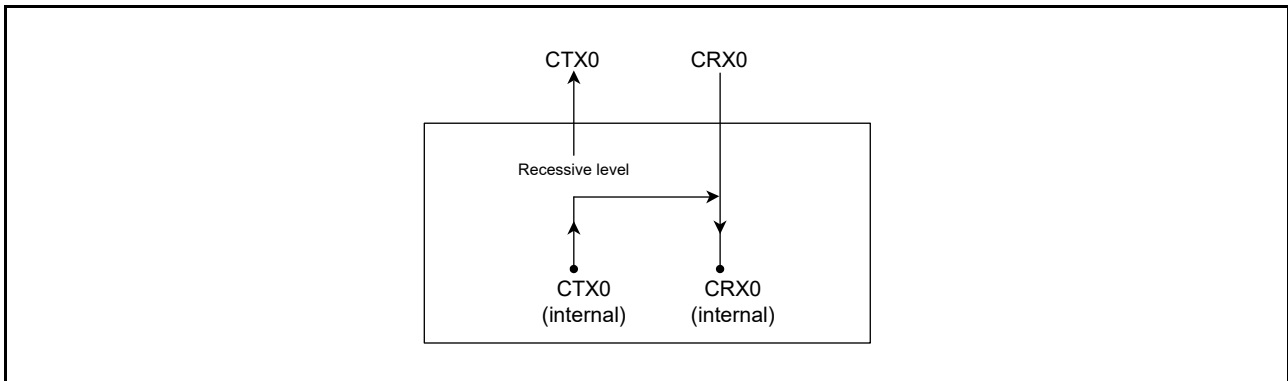 CTX0 CRX0
Recessive level
CTX0 CRX0
(internal) (internal)